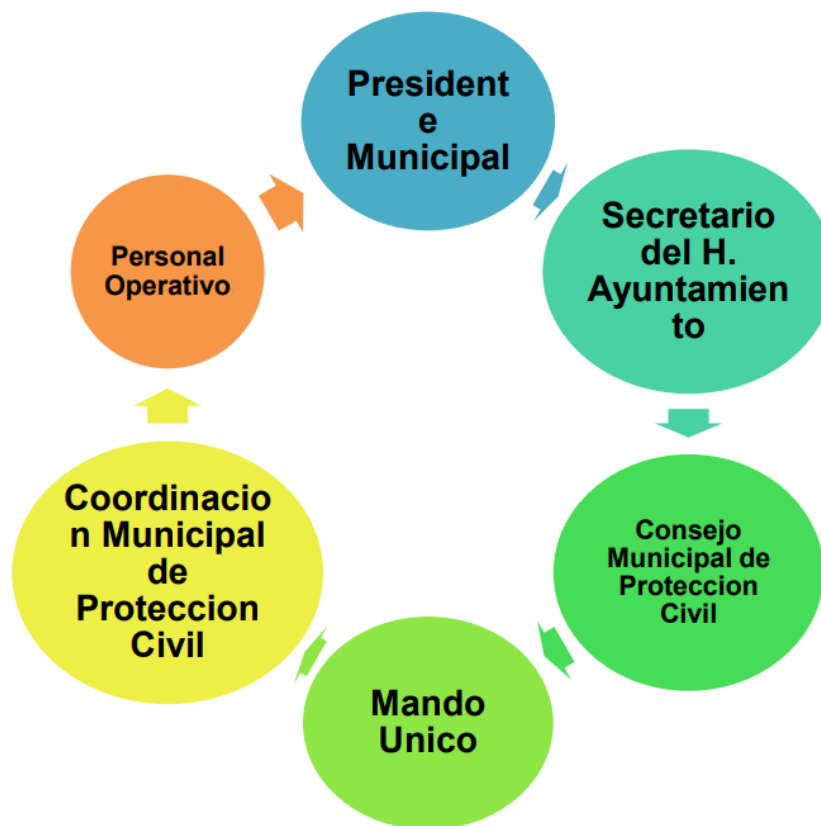 President
e
Municipal
Secretario
del H.
Ayuntamien
to
Consejo
Municipal de
Proteccion
Civil
Mando
Unico
Coordinacio
n Municipal
de
Proteccion
Civil
Personal
Operativo